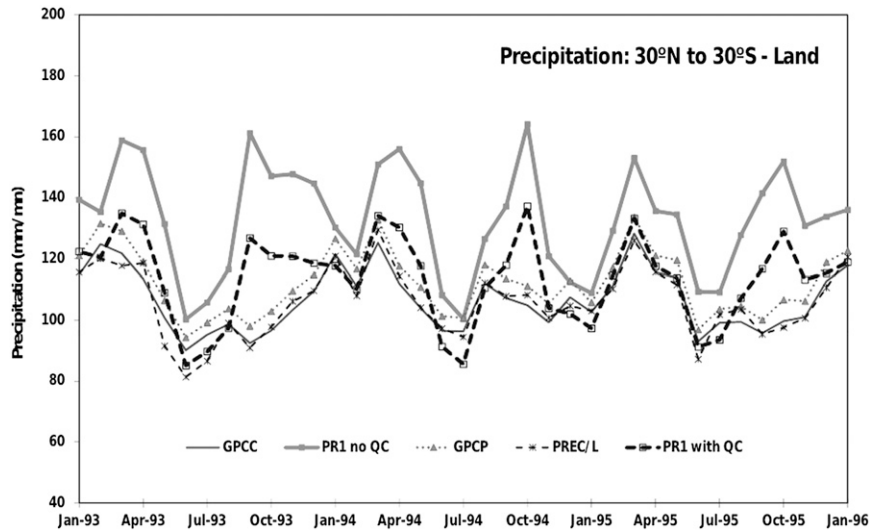 Precipitation: 30ºN to 30ºS - Land
Precipitation (mm/mn)
200
180
160
140
120
100
80
60
40
GPCC PR1 no QC GPCP PREC/L PR1 with QC
Jan-93 Apr-93 Jul-93 Oct-93 Jan-94 Apr-94 Jul-94 Oct-94 Jan-95 Apr-95 Jul-95 Oct-95 Jan-96